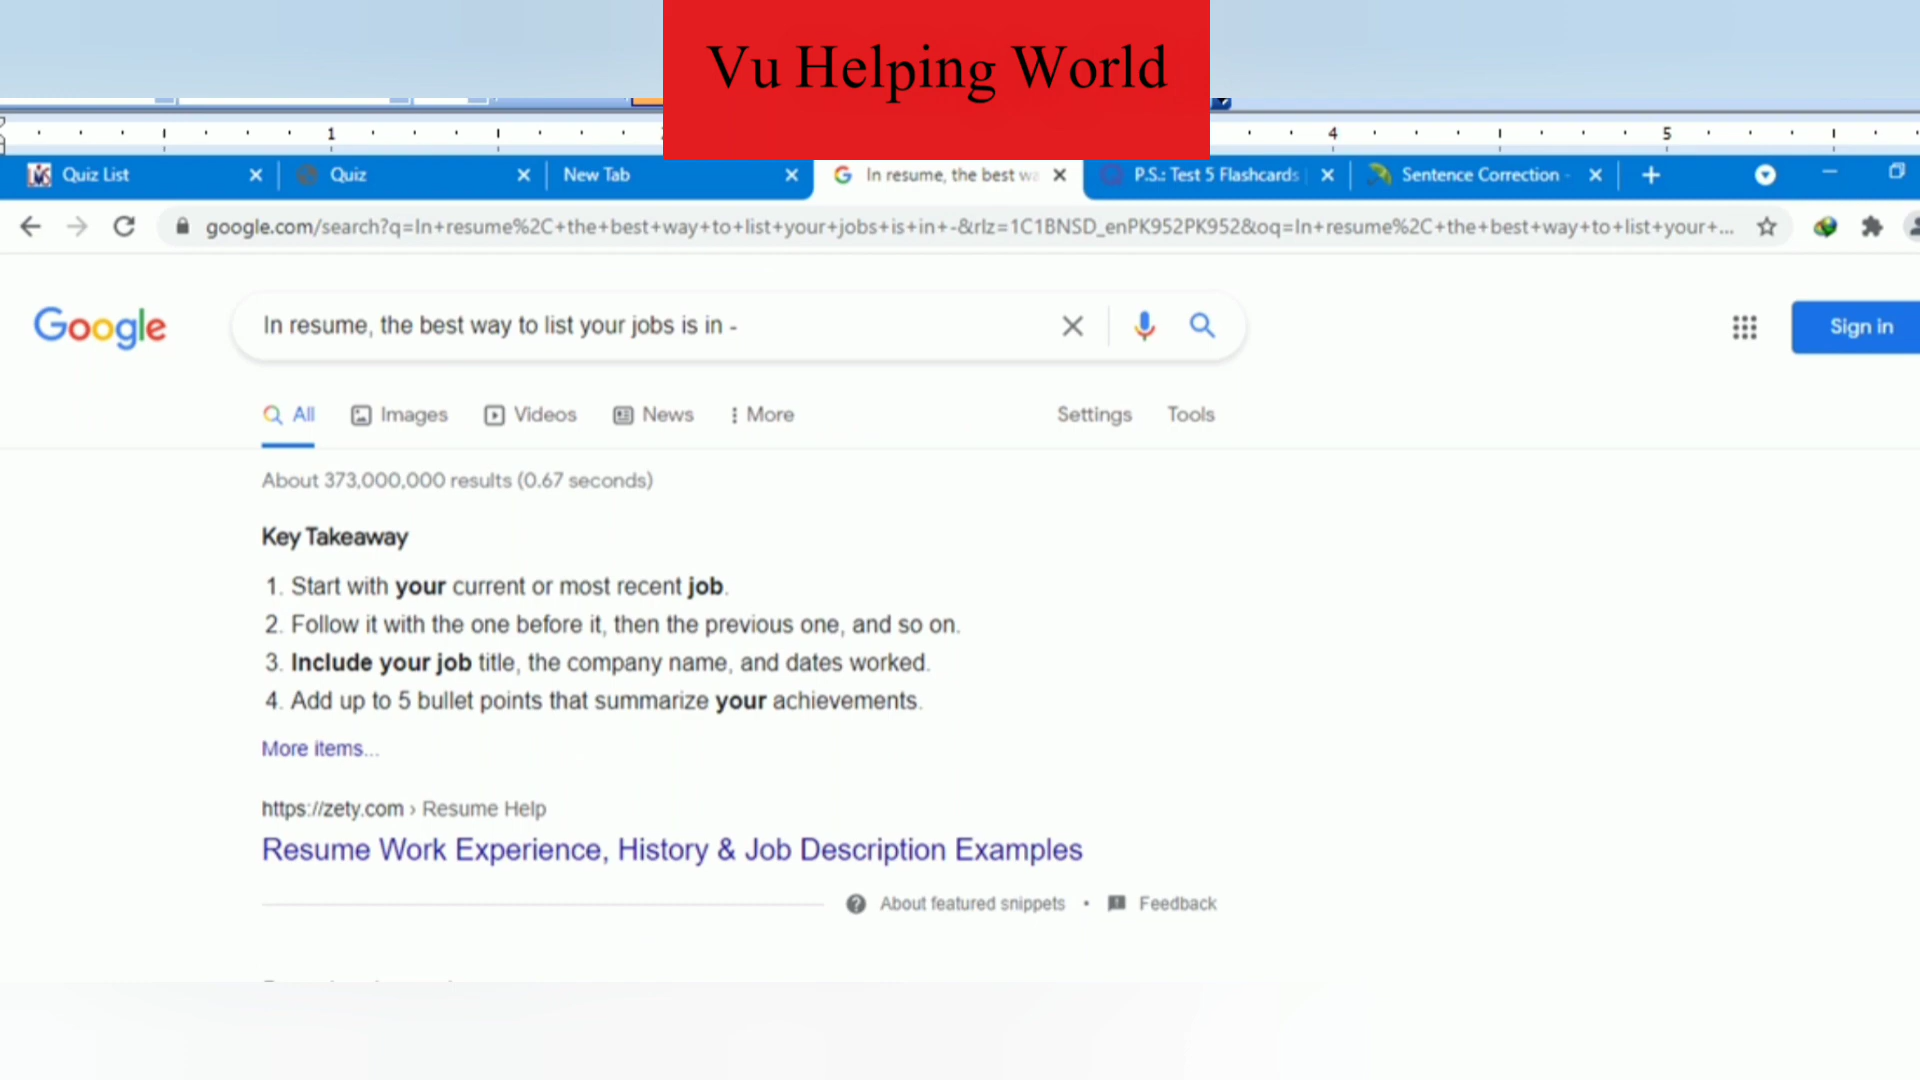 Vu Helping World
1 4 5
Quiz List Quiz New Tab In resume, the best wa P.S.: Test 5 Flashcards Sentence Correction -
google.com/search?q=In+resume%2C+the+best+way+to+list+your+jobs+is+in+-&rlz=1C1BNSD_enPK952PK952&oq=In+resume%2C+the+best+way+to+list+your+...
Google In resume, the best way to list your jobs is in - Sign in
All Images Videos News More Settings Tools
About 373,000,000 results (0.67 seconds)
Key Takeaway
1. Start with your current or most recent job.
2. Follow it with the one before it, then the previous one, and so on.
3. Include your job title, the company name, and dates worked.
4. Add up to 5 bullet points that summarize your achievements.
More items...
https://zety.com › Resume Help
Resume Work Experience, History & Job Description Examples
About featured snippets • Feedback